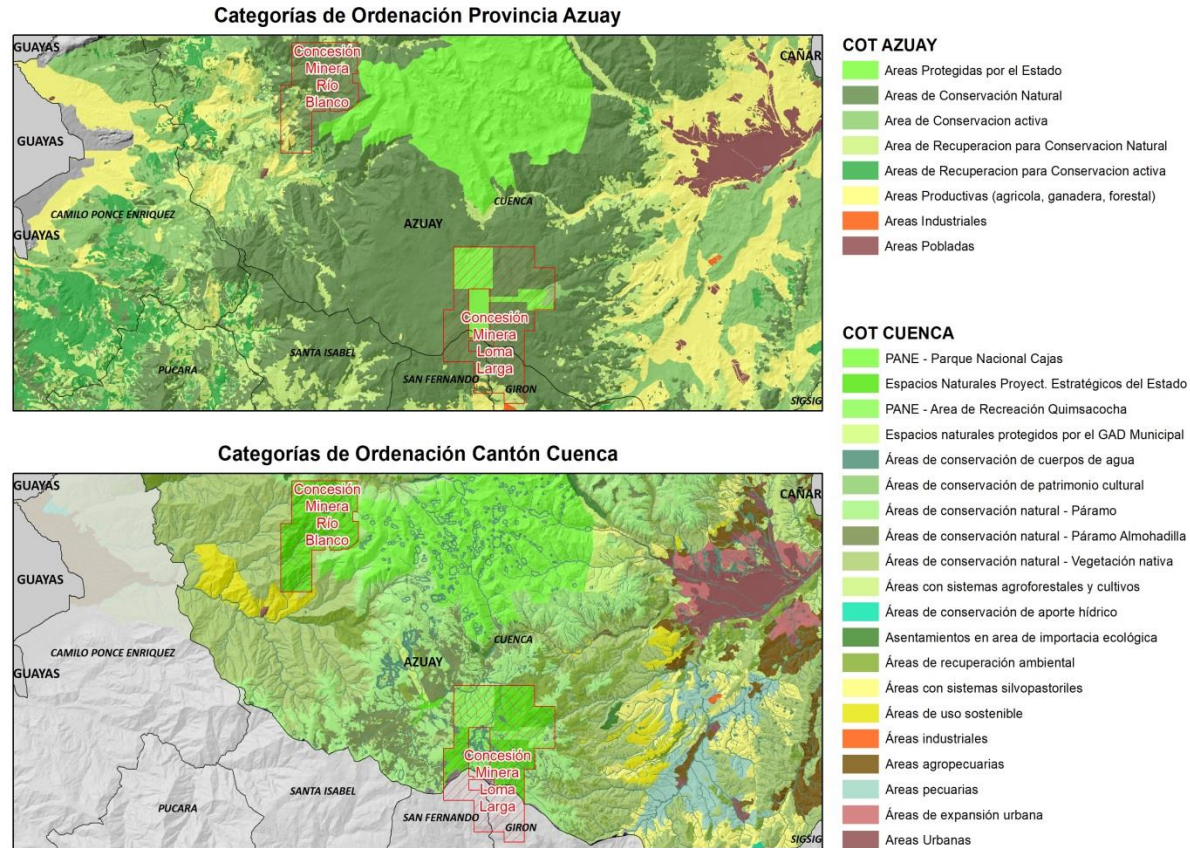 Categorías de Ordenación Provincia Azuay
GUAYAS
Concesión
Minera
Río
Blanco
CAÑAR
GUAYAS
CAMILO PONCE ENRIQUEZ
GUAYAS
AZUAY
CUENCA
Concesión
Minera
Loma
Larga
SANTA ISABEL
PUCARA
SAN FERNANDO
GIRON
SIGSIG
COT AZUAY
Areas Protegidas por el Estado
Areas de Conservación Natural
Area de Conservacion activa
Area de Recuperacion para Conservacion Natural
Areas de Recuperacion para Conservacion activa
Areas Productivas (agricola, ganadera, forestal)
Areas Industriales
Areas Pobladas
Categorías de Ordenación Cantón Cuenca
GUAYAS
Concesión
Minera
Río
Blanco
CAÑAR
GUAYAS
CAMILO PONCE ENRIQUEZ
GUAYAS
AZUAY
CUENCA
Concesión
Minera
Loma
Larga
SANTA ISABEL
PUCARA
SAN FERNANDO
GIRON
SIGSIG
COT CUENCA
PANE - Parque Nacional Cajas
Espacios Naturales Proyect. Estratégicos del Estado
PANE - Area de Recreación Quimsacocha
Espacios naturales protegidos por el GAD Municipal
Áreas de conservación de cuerpos de agua
Áreas de conservación de patrimonio cultural
Áreas de conservación natural - Páramo
Áreas de conservación natural - Páramo Almohadilla
Áreas de conservación natural - Vegetación nativa
Áreas con sistemas agroforestales y cultivos
Áreas de conservación de aporte hídrico
Asentamientos en area de importacia ecológica
Áreas de recuperación ambiental
Áreas con sistemas silvopastoriles
Áreas de uso sostenible
Áreas industriales
Areas agropecuarias
Areas pecuarias
Áreas de expansión urbana
Areas Urbanas